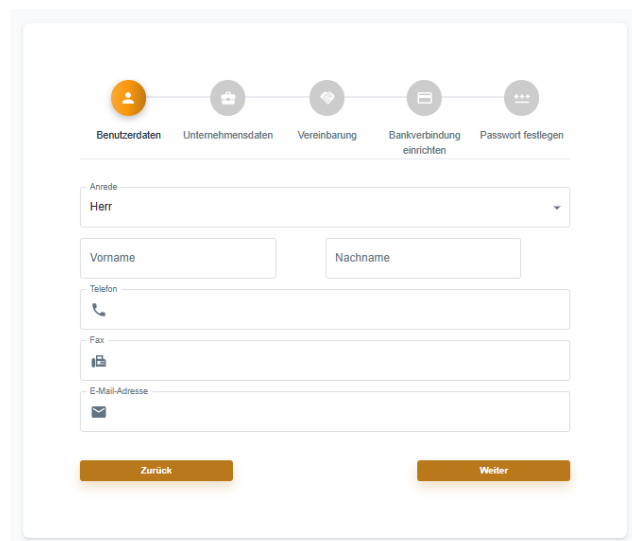 Benutzerdaten
Unternehmensdaten
Vereinbarung
Bankverbindung
einrichten
Passwort festlegen
Anrede
Herr
Vorname
Nachname
Telefon
Fax
E-Mail-Adresse
Zurück
Weiter